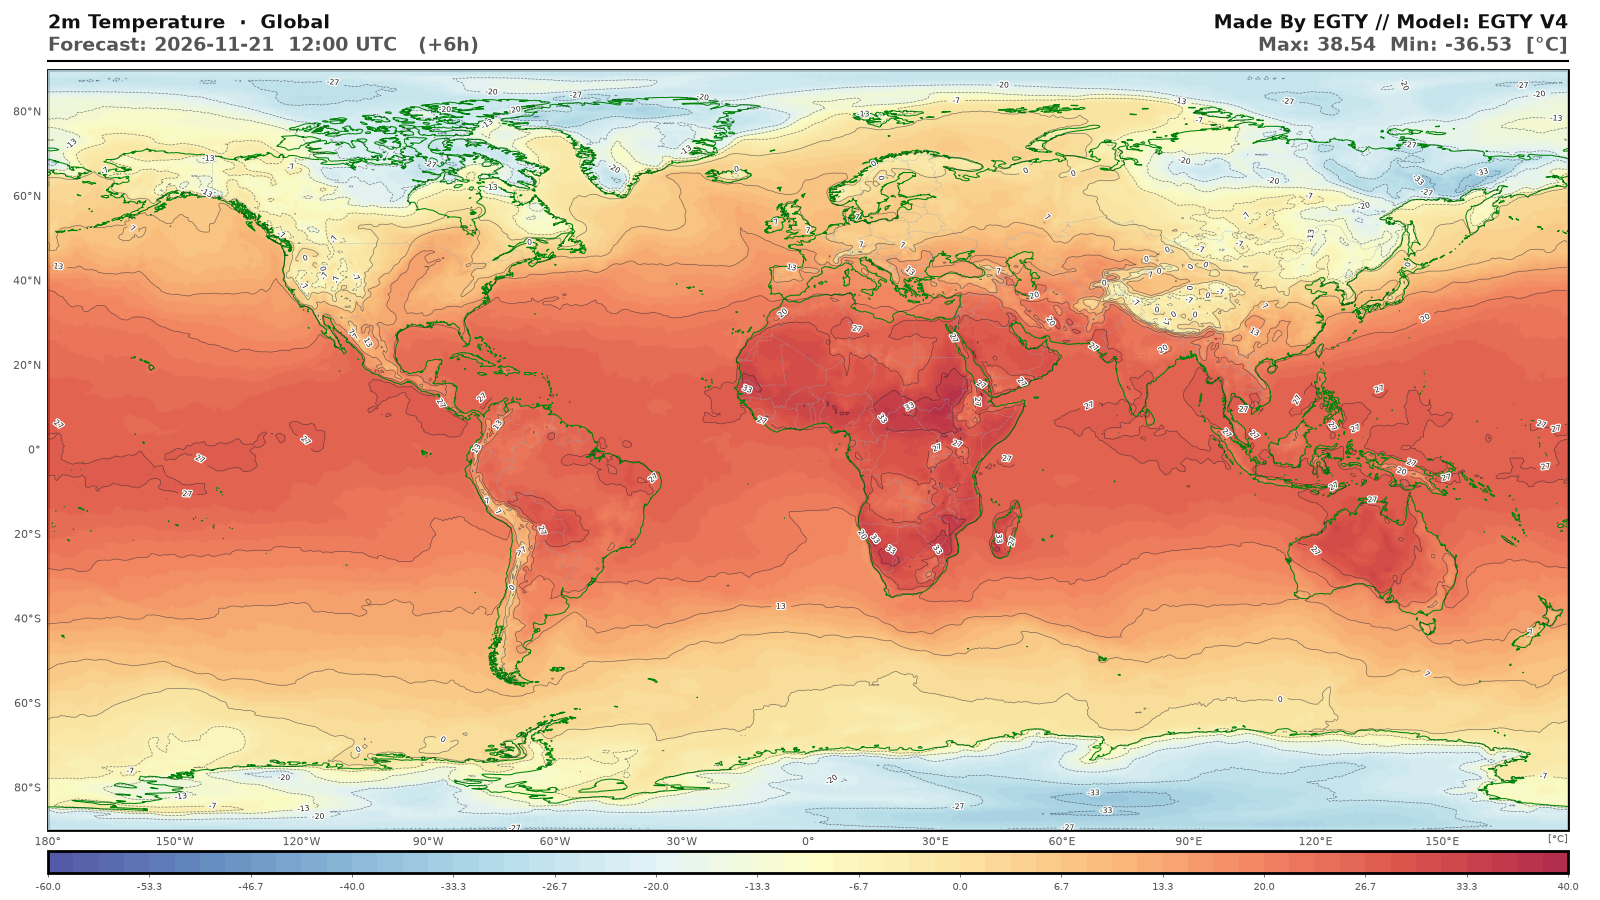 2m Temperature · Global
Made By EGTY // Model: EGTY V4
Forecast: 2026-11-21 12:00 UTC (+6h)
Max: 38.54 Min: -36.53 [°C]
80°N
60°N
40°N
20°N
0°
20°S
40°S
60°S
80°S
180° 150°W 120°W 90°W 60°W 30°W 0° 30°E 60°E 90°E 120°E 150°E [°C]
-60.0 -53.3 -46.7 -40.0 -33.3 -26.7 -20.0 -13.3 -6.7 0.0 6.7 13.3 20.0 26.7 33.3 40.0